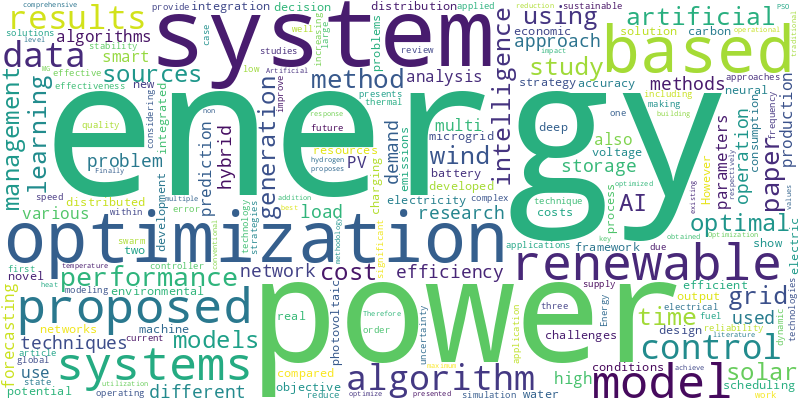 comprehensive
provide
integration
decision
distribution
applied
sustainable
reduction
PSO
results
solutions
level
algorithms
case
studies
increasing
large
problems
economic
solution
carbon
operational
traditional
system
using
artificial
data
smart
stability
well
review
approach
based
impact
sources
effective
effectiveness
new
low
Artificial
improve
method
analysis
study
strategy
accuracy
approaches
including
making
methods
neural
management
learning
considering
integrated
presents
thermal
energy
intelligence
deep
one
voltage
also
parameters
operation
frequency
consumption
building
production
quality
problem
Finally
prediction
hybrid
generation
non
response
future
proposes
hydrogen
resources
demand
emissions
multi
microgrid
wind
battery
PV
charging
storage
technique
costs
process
AI
However
paper
respectively
existing
values
various
distributed
within
development
multiple
error
load
addition
best
electricity
developed
complex
research
optimized
optimal
applications
framework
due
key
obtained
Optimization
show
literature
electric
technologies
optimization
speed
swarm
two
technology
strategies
conventional
methodology
significant
first
novel
temperature
heat
modeling
controller
network
cost
efficiency
renewable
efficient
performance
environmental
forecasting
proposed
power
real
photovoltaic
Therefore
order
uncertainty
three
application
supply
Energy
challenges
grid
output
electrical
time
fuel
used
design
reliability
dynamic
control
networks
machine
techniques
current
models
article
global
use
state
potential
operating
systems
utilization
different
compared
objective
reduce
algorithm
maximum
optimize
presented
simulation
water
high
conditions
model
solar
scheduling
achieve
work